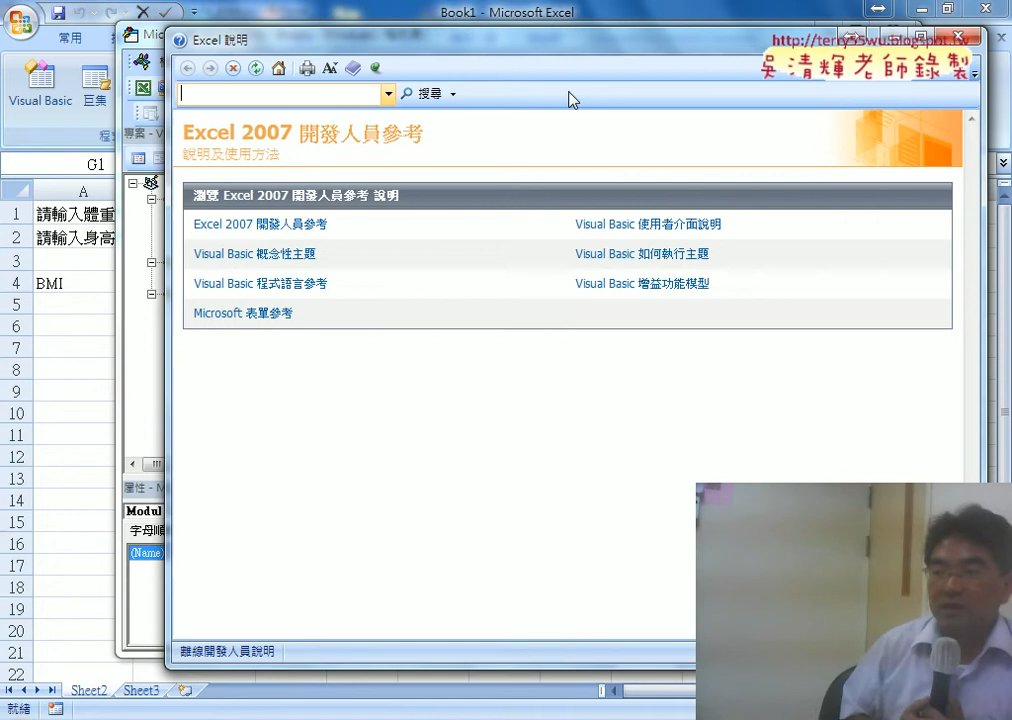 Book1 - Microsoft Excel
常用
Mic
Excel 說明
http://terry55wu.blogspot.tw
吳清輝老師錄製
Visual Basic
巨集
搜尋
Excel 2007 開發人員參考
說明及使用方法
G1
專案 - V
瀏覽 Excel 2007 開發人員參考 說明
Excel 2007 開發人員參考
Visual Basic 使用者介面說明
Visual Basic 概念性主題
Visual Basic 如何執行主題
Visual Basic 程式語言參考
Visual Basic 增益功能模型
Microsoft 表單參考
A
1 請輸入體重
2 請輸入身高
3
4 BMI
5
6
7
8
9
10
11
12
13
14
15
16
17
18
19
20
21
22
屬性 - M
Modul
字母順
(Name)
離線開發人員說明
Sheet2
Sheet3
就緒